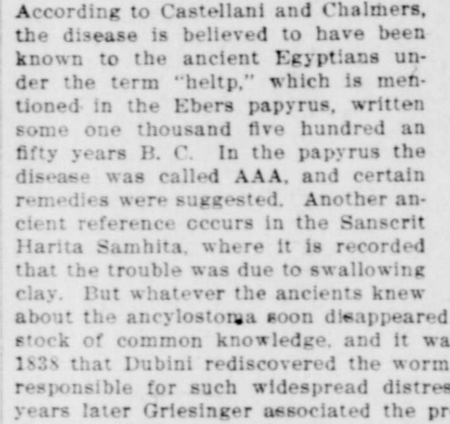 According to Castellani and Chalmers,
the disease is believed to have been
known to the ancient Egyptians un-
der the term "heltp," which is men-
tioned in the Ebers papyrus, written
some one thousand five hundred an
fifty years B. C. In the papyrus the
disease was called AAA, and certain
remedies were suggested. Another an-
cient reference occurs in the Sanscrit
Harita Samhita, where it is recorded
that the trouble was due to swallowing
clay. But whatever the ancients knew
about the ancylostoma soon disappeared
stock of common knowledge, and it wa
1838 that Dubini rediscovered the worm
responsible for such widespread distres
years later Griesinger associated the pr